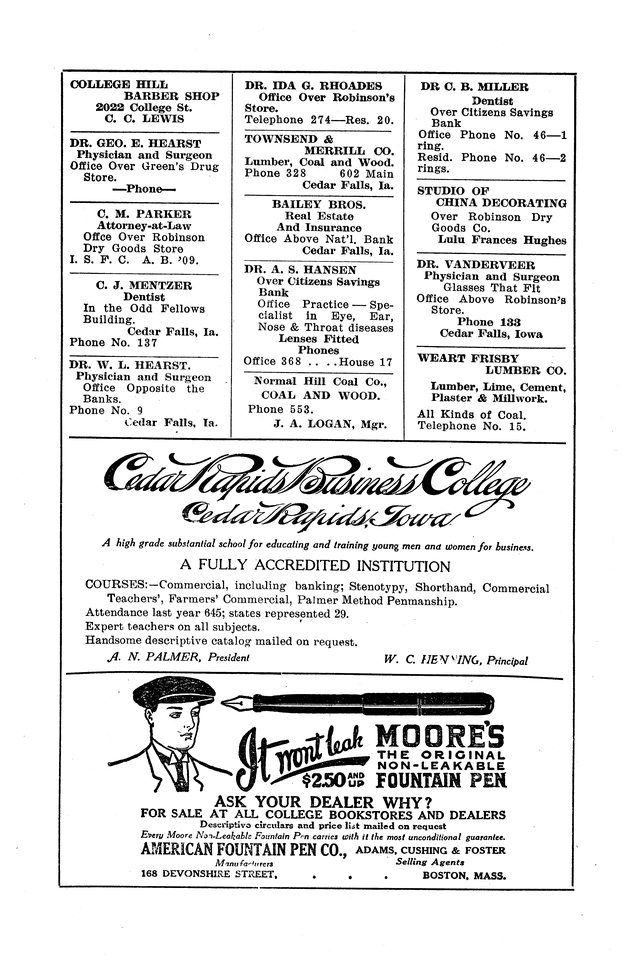 COLLEGE HILL
BARBER SHOP
2022 College St.
C. C. LEWIS
DR. GEO. E. HEARST
Physician and Surgeon
Office Over Green's Drug
Store.
—Phone—
C. M. PARKER
Attorney-at-Law
Offce Over Robinson
Dry Goods Store
I. S. F. C. A. B. '09.
C. J. MENTZER
Dentist
In the Odd Fellows
Building.
Cedar Falls, Ia.
Phone No. 137
DR. W. L. HEARST.
Physician and Surgeon
Office Opposite the
Banks.
Phone No. 9
Cedar Falls, Ia.
DR. IDA G. RHOADES
Office Over Robinson's
Store.
Telephone 274—Res. 20.
TOWNSEND &
MERRILL CO.
Lumber, Coal and Wood.
Phone 328 602 Main
Cedar Falls, Ia.
BAILEY BROS.
Real Estate
And Insurance
Office Above Nat'l. Bank
Cedar Falls, Ia.
DR. A. S. HANSEN
Over Citizens Savings
Bank
Office Practice — Spe-
cialist in Eye, Ear,
Nose & Throat diseases
Lenses Fitted
Phones
Office 368 . . . . House 17
Normal Hill Coal Co.,
COAL AND WOOD.
Phone 553.
J. A. LOGAN, Mgr.
DR C. B. MILLER
Dentist
Over Citizens Savings
Bank
Office Phone No. 46—1
ring.
Resid. Phone No. 46—2
rings.
STUDIO OF
CHINA DECORATING
Over Robinson Dry
Goods Co.
Lulu Frances Hughes
DR. VANDERVEER
Physician and Surgeon
Glasses That Fit
Office Above Robinson's
Store.
Phone 133
Cedar Falls, Iowa
WEART FRISBY
LUMBER CO.
Lumber, Lime, Cement,
Plaster & Millwork.
All Kinds of Coal.
Telephone No. 15.
Cedar Rapids Business College
Cedar Rapids, Iowa
A high grade substantial school for educating and training young men and women for business.
A FULLY ACCREDITED INSTITUTION
COURSES:—Commercial, including banking; Stenotypy, Shorthand, Commercial
Teachers', Farmers' Commercial, Palmer Method Penmanship.
Attendance last year 645; states represented 29.
Expert teachers on all subjects.
Handsome descriptive catalog mailed on request.
A. N. PALMER, President W. C. HENNING, Principal
It wont leak MOORE'S
THE ORIGINAL
NON-LEAKABLE
$2.50 AND UP FOUNTAIN PEN
ASK YOUR DEALER WHY?
FOR SALE AT ALL COLLEGE BOOKSTORES AND DEALERS
Descriptive circulars and price list mailed on request
Every Moore Non-Leakable Fountain Pen carries with it the most unconditional guarantee.
AMERICAN FOUNTAIN PEN CO., ADAMS, CUSHING & FOSTER
Manufacturers Selling Agents
168 DEVONSHIRE STREET, . . . BOSTON, MASS.